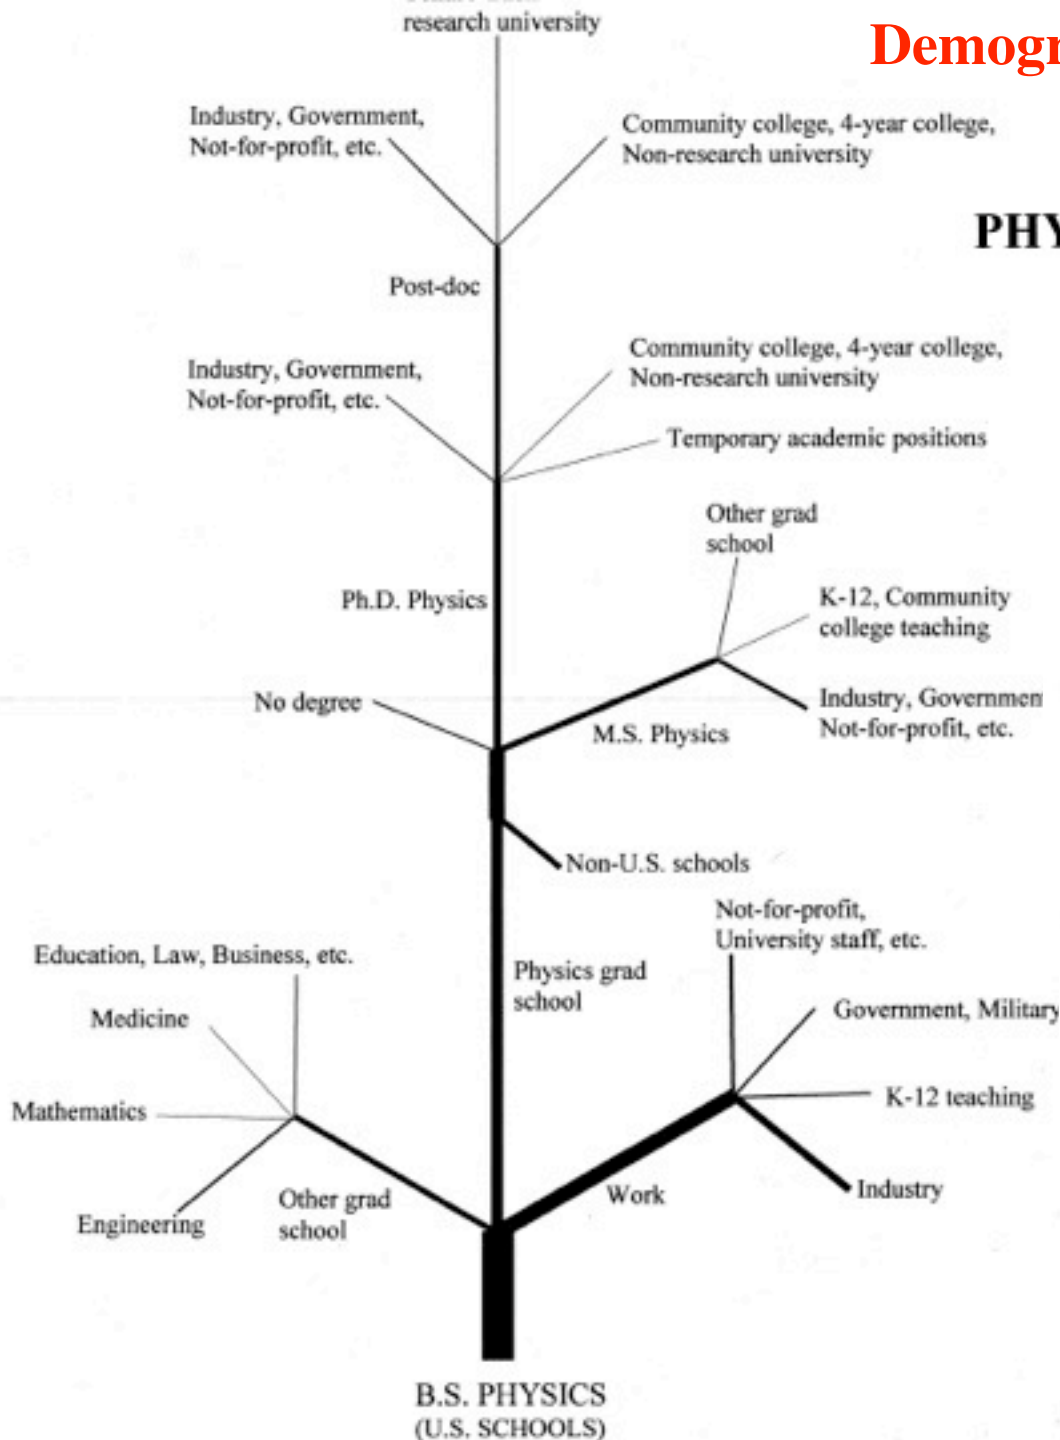 research university
Demogr
Industry, Government,
Not-for-profit, etc.
Community college, 4-year college,
Non-research university
PHY
Post-doc
Community college, 4-year college,
Non-research university
Industry, Government,
Not-for-profit, etc.
Temporary academic positions
Other grad
school
Ph.D. Physics
K-12, Community
college teaching
No degree
Industry, Governmen
Not-for-profit, etc.
M.S. Physics
Non-U.S. schools
Not-for-profit,
University staff, etc.
Education, Law, Business, etc.
Physics grad
school
Medicine
Government, Military
Mathematics
K-12 teaching
Other grad
school
Work
Industry
Engineering
B.S. PHYSICS
(U.S. SCHOOLS)